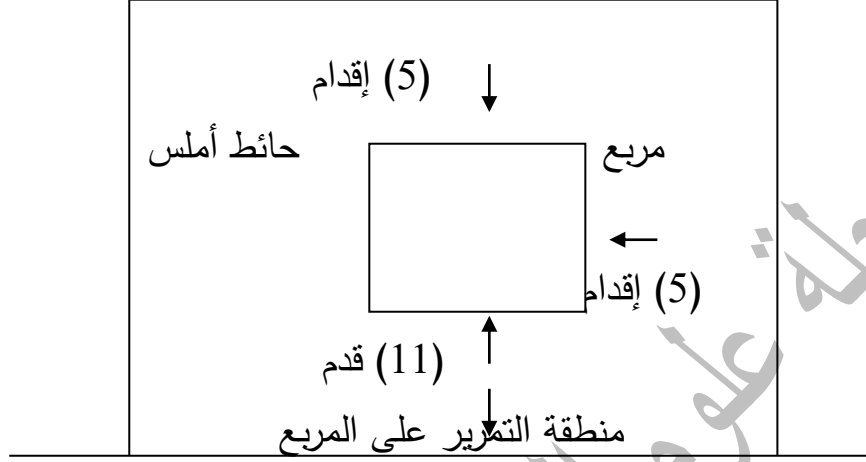 (5) إقدام
مربع
حائط أملس
(5) إقدام
(11) قدم
منطقة التمرير على المربع